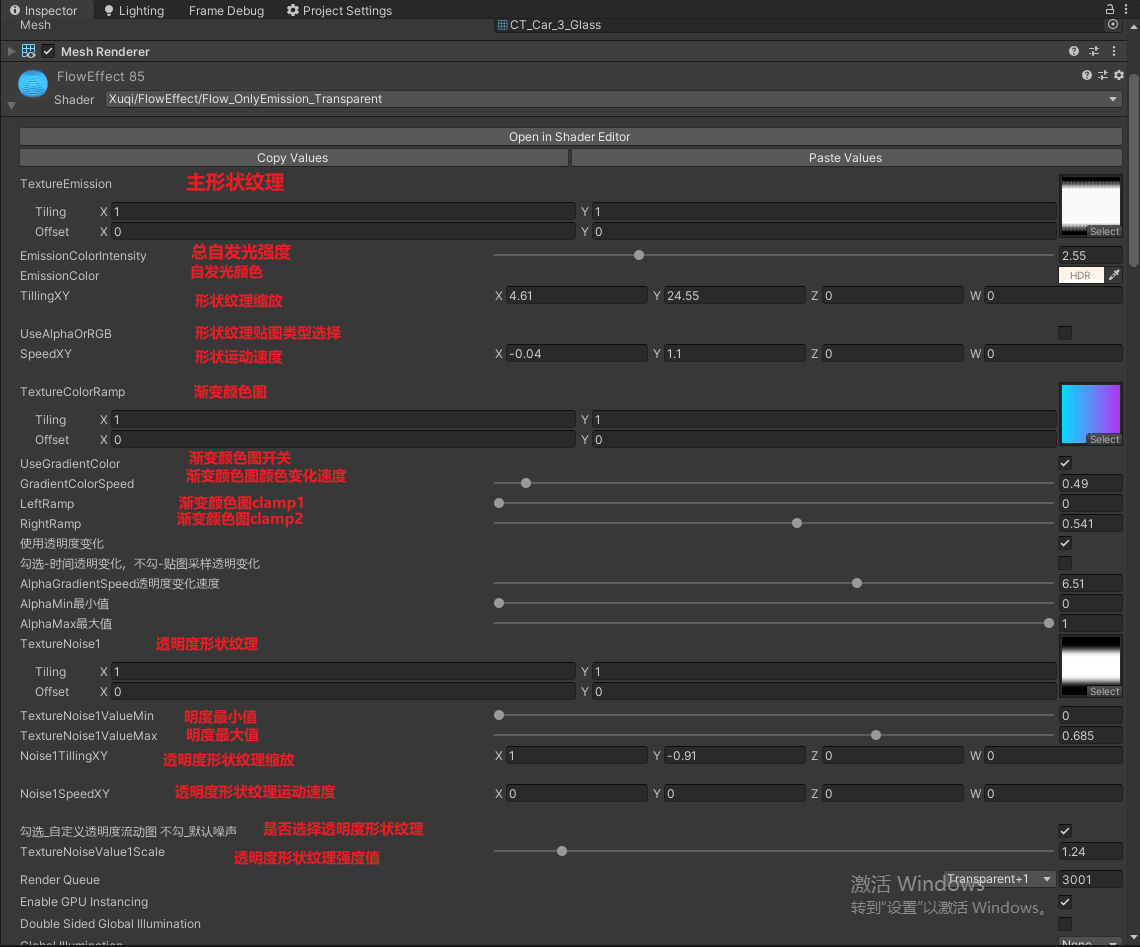 Inspector Lighting Frame Debug Project Settings
Mesh CT_Car_3_Glass
Mesh Renderer
FlowEffect 85
Shader Xuqi/FlowEffect/Flow_OnlyEmission_Transparent
Open in Shader Editor
Copy Values Paste Values
TextureEmission 主形状纹理
Tiling X 1 Y 1
Offset X 0 Y 0 Select
EmissionColorIntensity 总自发光强度 2.55
EmissionColor 自发光颜色 HDR
TillingXY 形状纹理缩放 X 4.61 Y 24.55 Z 0 W 0
UseAlphaOrRGB 形状纹理贴图类型选择
SpeedXY 形状运动速度 X -0.04 Y 1.1 Z 0 W 0
TextureColorRamp 渐变颜色图
Tiling X 1 Y 1
Offset X 0 Y 0 Select
UseGradientColor 渐变颜色图开关
GradientColorSpeed 渐变颜色图颜色变化速度 0.49
LeftRamp 渐变颜色图clamp1 0
RightRamp 渐变颜色图clamp2 0.541
使用透明度变化
勾选-时间透明变化，不勾-贴图采样透明变化
AlphaGradientSpeed透明度变化速度 6.51
AlphaMin最小值 0
AlphaMax最大值 1
TextureNoise1 透明度形状纹理
Tiling X 1 Y 1
Offset X 0 Y 0 Select
TextureNoise1ValueMin 明度最小值 0
TextureNoise1ValueMax 明度最大值 0.685
Noise1TillingXY 透明度形状纹理缩放 X 1 Y -0.91 Z 0 W 0
Noise1SpeedXY 透明度形状纹理运动速度 X 0 Y 0 Z 0 W 0
勾选_自定义透明度流动图 不勾_默认噪声 是否选择透明度形状纹理
TextureNoiseValue1Scale 透明度形状纹理强度值 1.24
Render Queue Transparent+1 3001
激活 Windows
Enable GPU Instancing
转到"设置"以激活 Windows。
Double Sided Global Illumination
Global Illumination None